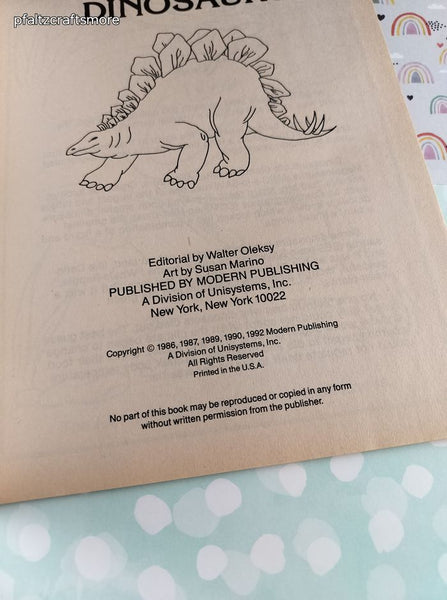 pfaltzcraftsmore
Editorial by Walter Oleksy
Art by Susan Marino
PUBLISHED BY MODERN PUBLISHING
A Division of Unisystems, Inc.
New York, New York 10022
Copyright © 1986, 1987, 1989, 1990, 1992 Modern Publishing
A Division of Unisystems, Inc.
All Rights Reserved
Printed in the U.S.A.
No part of this book may be reproduced or copied in any form
without written permission from the publisher.